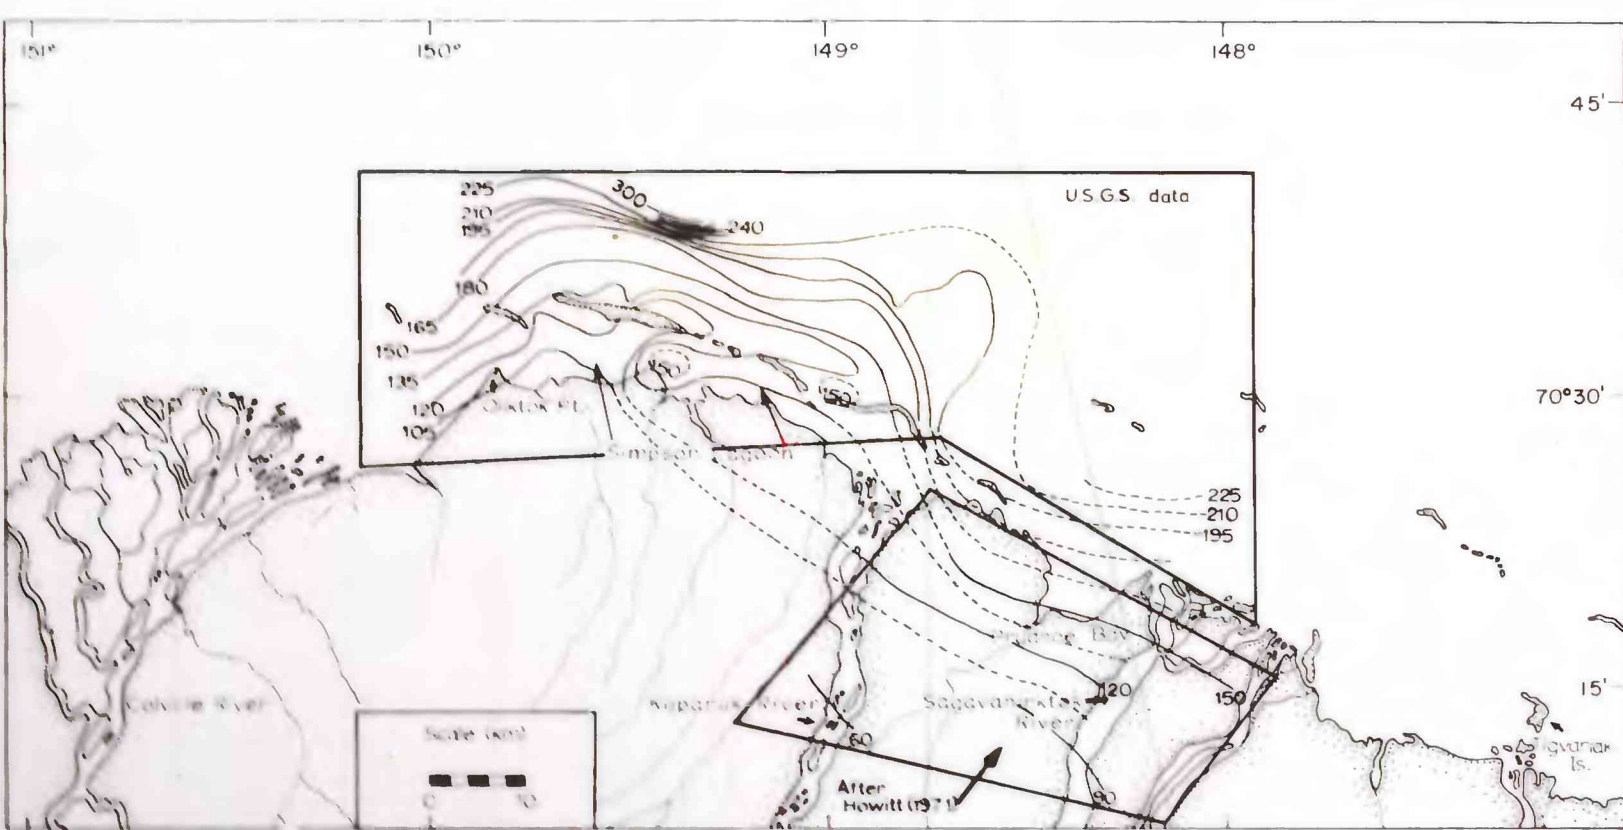 151°
150°
149°
148°
45'
U.S.G.S. data
225
300
210
240
195
180
165
150
135
50
50
70°30'
120
Oliktok Pt.
105
Simpson Lagoon
225
210
195
Prudhoe Bay
120
150
15'
Colville River
Kuparuk River
Sagavanirktok
River
Scale (km)
60
Is.
0
10
After
Howitt (1971)
90